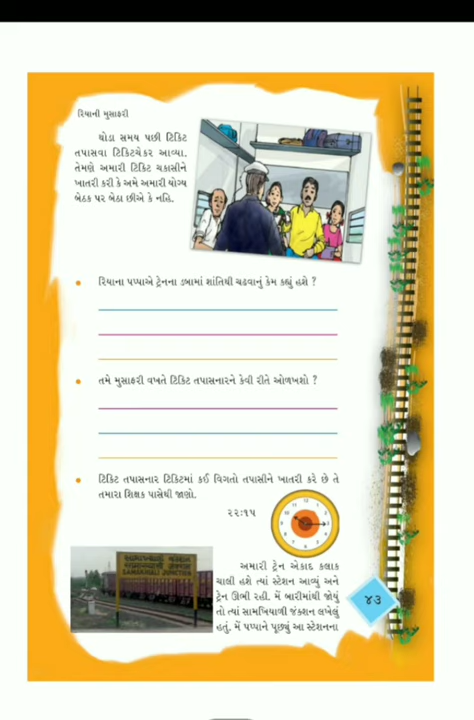 રિયાની મુસાફરી
થોડા સમય પછી ટિકિટ
તપાસવા ટિકિટચેકર આવ્યા.
તેમણે અમારી ટિકિટ ચકાસીને
ખાતરી કરી કે અમે અમારી યોગ્ય
બેઠક પર બેઠા છીએ કે નહિ.
રિયાના પપ્પાએ ટ્રેનના ડબામાં શાંતિથી ચઢવાનું કેમ કહ્યું હશે ?
તમે મુસાફરી વખતે ટિકિટ તપાસનારને કેવી રીતે ઓળખશો ?
ટિકિટ તપાસનાર ટિકિટમાં કઈ વિગતો તપાસીને ખાતરી કરે છે તે
તમારા શિક્ષક પાસેથી જાણો.
૨૨:૧૫
અમારી ટ્રેન એકાદ કલાક
ચાલી હશે ત્યાં સ્ટેશન આવ્યું અને
ટ્રેન ઊભી રહી. મેં બારીમાંથી જોયું
તો ત્યાં સામખિયાળી જંક્શન લખેલું
હતું. મેં પપ્પાને પૂછ્યું આ સ્ટેશનના
SAMAKHIALI JUNCTION
૪૩